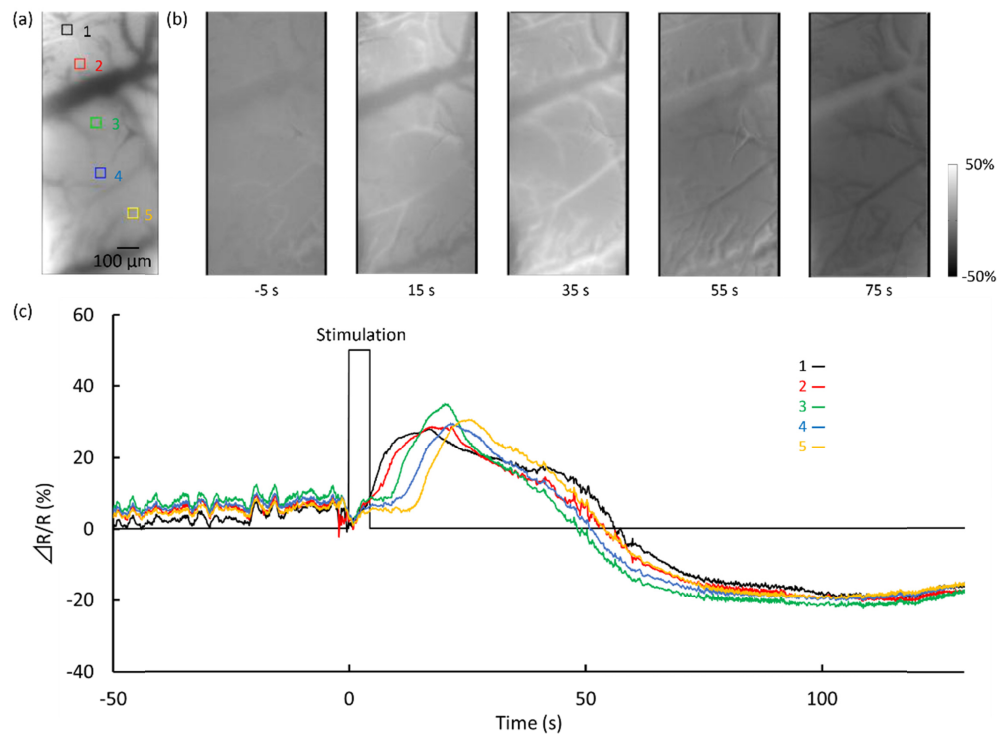 (a)
1
2
3
4
5
100 μm
(b)
-5 s
15 s
35 s
55 s
75 s
50%
-50%
(c)
60
40
20
0
-20
-40
⊿R/R (%)
Stimulation
1
2
3
4
5
-50
0
50
100
Time (s)